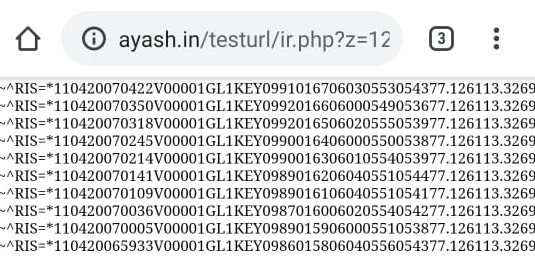 ayash.in/testurl/ir.php?z=12
3
~^RIS=*110420070422V00001GL1KEY0991016706030553054377.126113.3269
~^RIS=*110420070350V00001GL1KEY0992016606000549053677.126113.3269
~^RIS=*110420070318V00001GL1KEY0992016506020555053977.126113.3269
~^RIS=*110420070245V00001GL1KEY0990016406000550053877.126113.3269
~^RIS=*110420070214V00001GL1KEY0990016306010554053977.126113.3269
~^RIS=*110420070141V00001GL1KEY0989016206040551054477.126113.3269
~^RIS=*110420070109V00001GL1KEY0989016106040551054177.126113.3269
~^RIS=*110420070036V00001GL1KEY0987016006020554054277.126113.3269
~^RIS=*110420070005V00001GL1KEY0989015906000551053877.126113.3269
~^RIS=*110420065933V00001GL1KEY0986015806040556054377.126113.3269